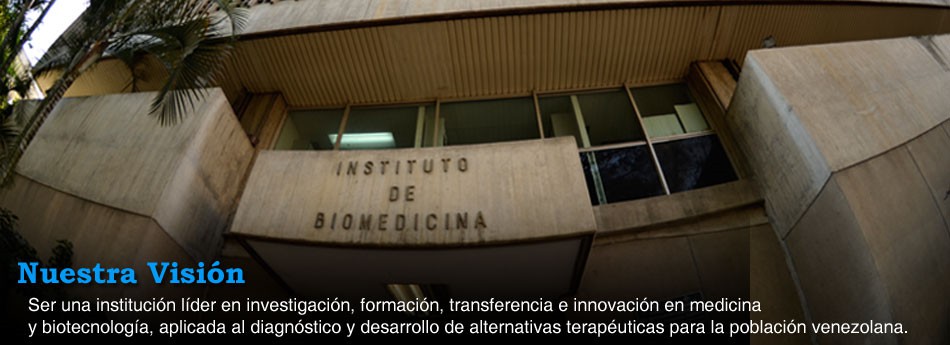 INSTITUTO
DE
BIOMEDICINA
Nuestra Visión
Ser una institución líder en investigación, formación, transferencia e innovación en medicina
y biotecnología, aplicada al diagnóstico y desarrollo de alternativas terapéuticas para la población venezolana.